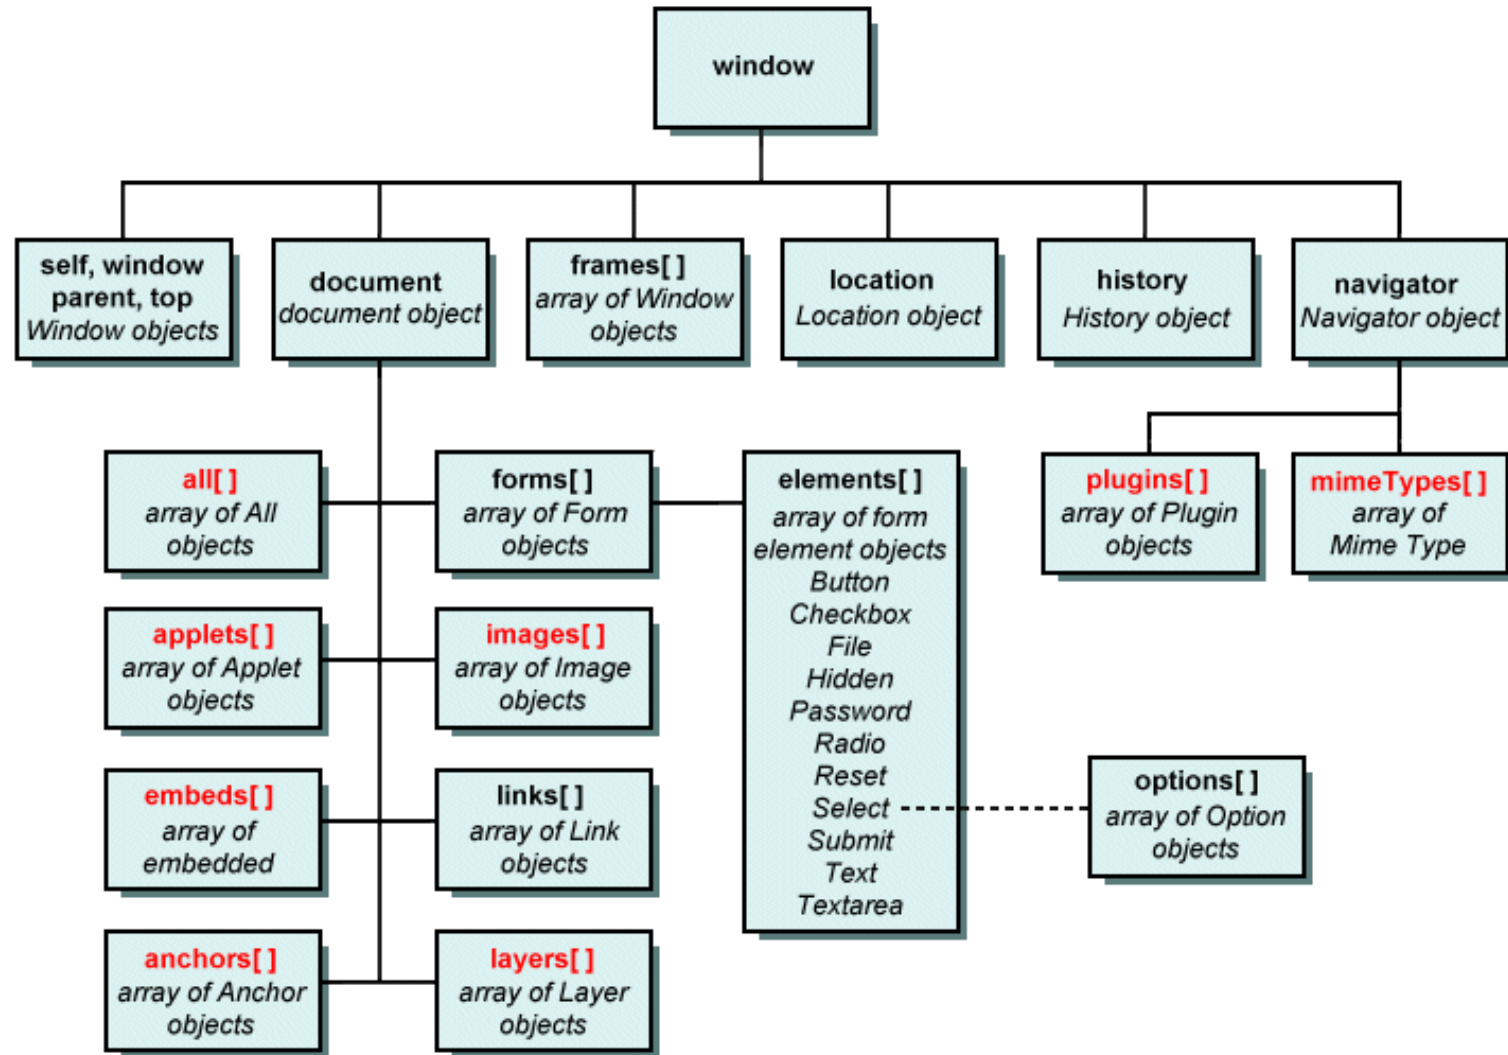 window
self, window
parent, top
Window objects
document
document object
frames[ ]
array of Window
objects
location
Location object
history
History object
navigator
Navigator object
all[ ]
array of All
objects
forms[ ]
array of Form
objects
elements[ ]
array of form
element objects
Button
Checkbox
File
Hidden
Password
Radio
Reset
Select
Submit
Text
Textarea
plugins[ ]
array of Plugin
objects
mimeTypes[ ]
array of
Mime Type
applets[ ]
array of Applet
objects
images[ ]
array of Image
objects
embeds[ ]
array of
embedded
links[ ]
array of Link
objects
options[ ]
array of Option
objects
anchors[ ]
array of Anchor
objects
layers[ ]
array of Layer
objects